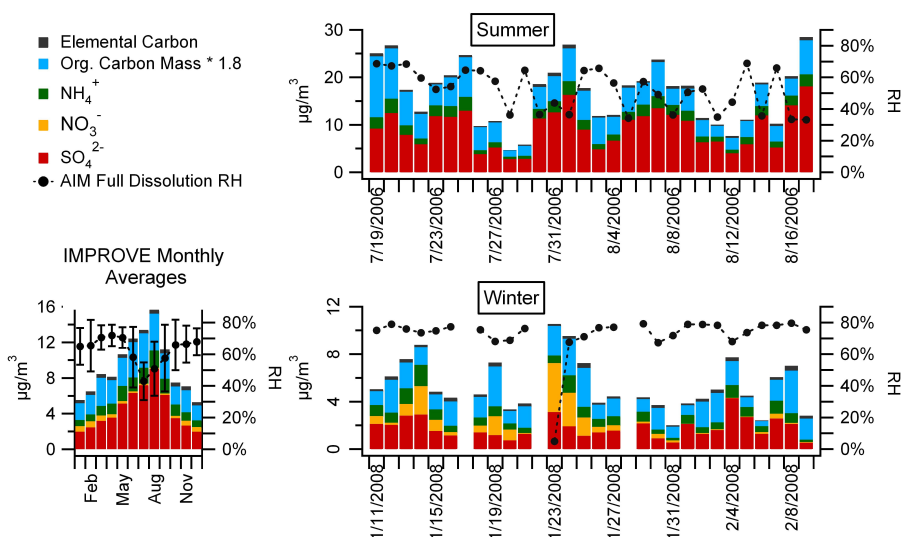 Elemental Carbon
Org. Carbon Mass * 1.8
NH4+
NO3-
SO4 2-
AIM Full Dissolution RH
Summer
30
20
10
0
µg/m3
80%
60%
40%
20%
0%
RH
7/19/2006
7/23/2006
7/27/2006
7/31/2006
8/4/2006
8/8/2006
8/12/2006
8/16/2006
IMPROVE Monthly
Averages
16
12
8
4
0
µg/m3
80%
60%
40%
20%
0%
RH
Feb
May
Aug
Nov
Winter
12
8
4
0
µg/m3
80%
60%
40%
20%
0%
RH
1/11/2008
1/15/2008
1/19/2008
1/23/2008
1/27/2008
1/31/2008
2/4/2008
2/8/2008